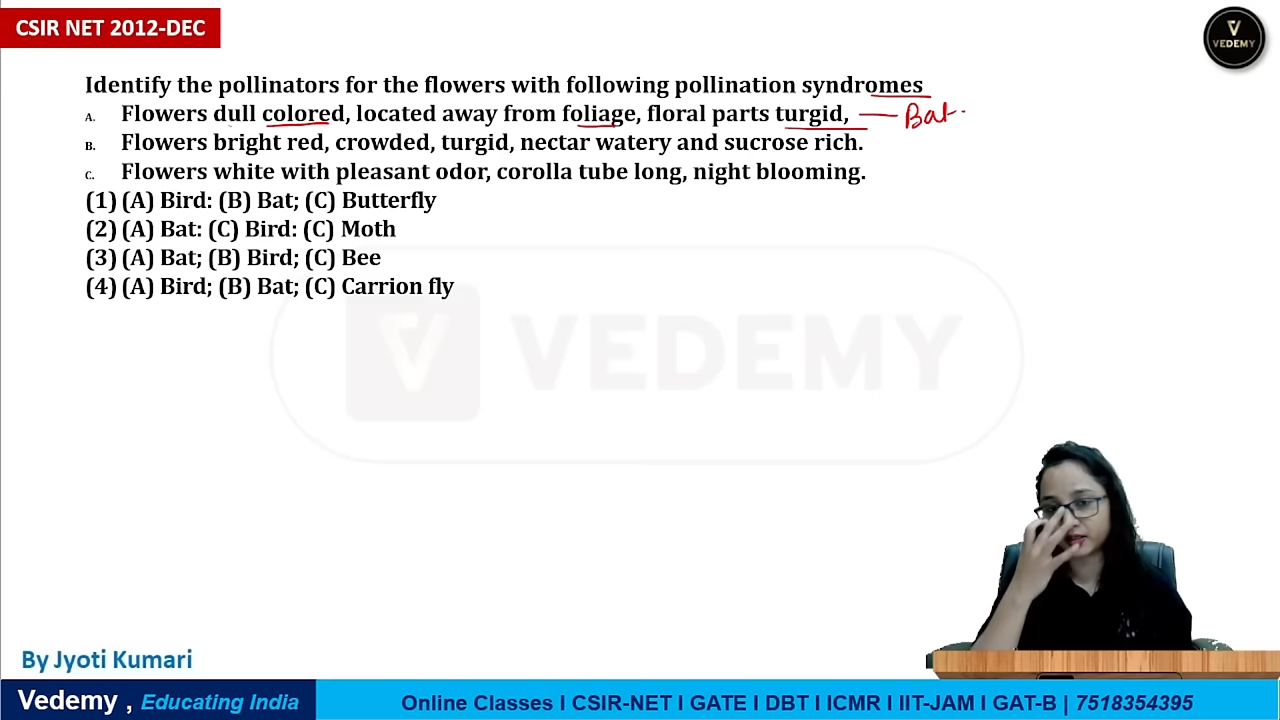 CSIR NET 2012-DEC
VEDEMY
Identify the pollinators for the flowers with following pollination syndromes
A. Flowers dull colored, located away from foliage, floral parts turgid, — Bat.
B. Flowers bright red, crowded, turgid, nectar watery and sucrose rich.
C. Flowers white with pleasant odor, corolla tube long, night blooming.
(1) (A) Bird: (B) Bat; (C) Butterfly
(2) (A) Bat: (C) Bird: (C) Moth
(3) (A) Bat; (B) Bird; (C) Bee
(4) (A) Bird; (B) Bat; (C) Carrion fly
VEDEMY
By Jyoti Kumari
Vedemy , Educating India
Online Classes I CSIR-NET I GATE I DBT I ICMR I IIT-JAM I GAT-B | 7518354395